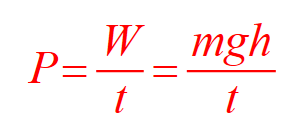 P = W/t = mgh/t